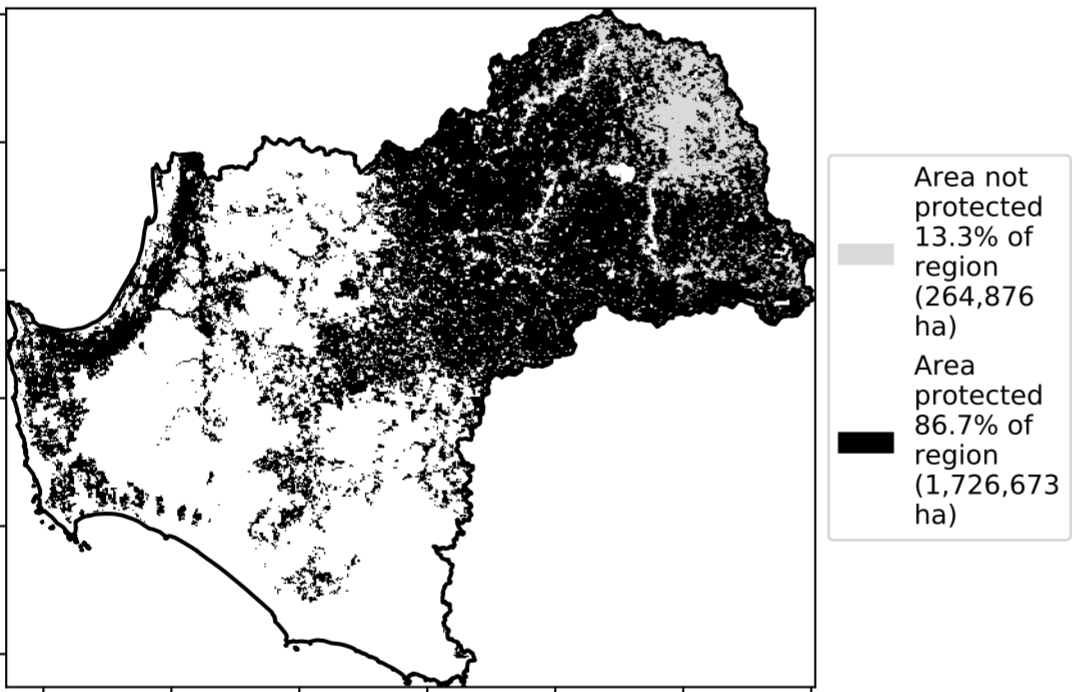 Area not
protected
13.3% of
region
(264,876
ha)
Area
protected
86.7% of
region
(1,726,673
ha)